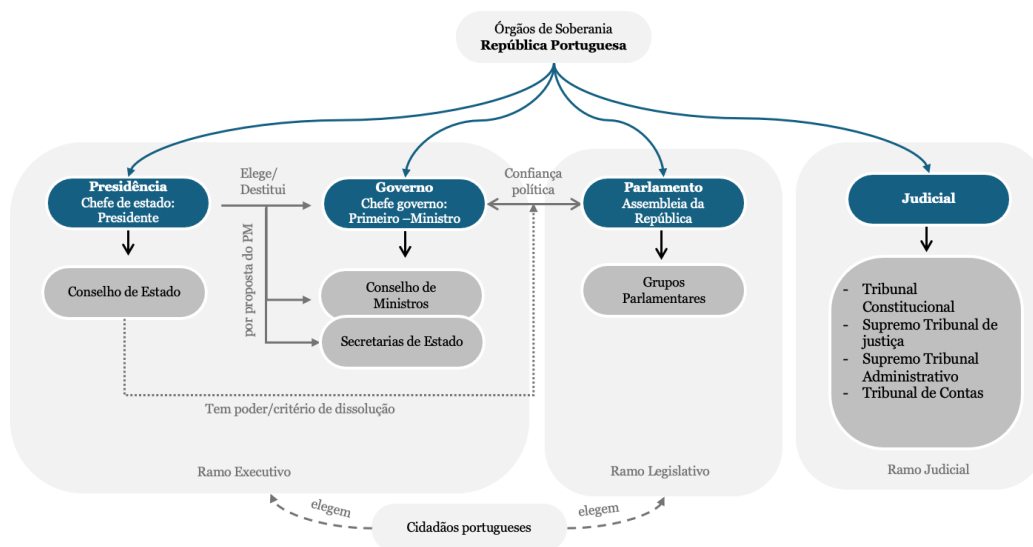 Órgãos de Soberania
República Portuguesa
Presidência
Chefe de estado:
Presidente
Elege/
Destitui
Governo
Chefe governo:
Primeiro –Ministro
Confiança
política
Parlamento
Assembleia da
República
Judicial
por proposta do PM
Conselho de Estado
Conselho de
Ministros
Secretarias de Estado
Grupos
Parlamentares
- Tribunal
Constitucional
- Supremo Tribunal de
justiça
- Supremo Tribunal
Administrativo
- Tribunal de Contas
Tem poder/critério de dissolução
Ramo Executivo
Ramo Legislativo
Ramo Judicial
elegem
Cidadãos portugueses
elegem